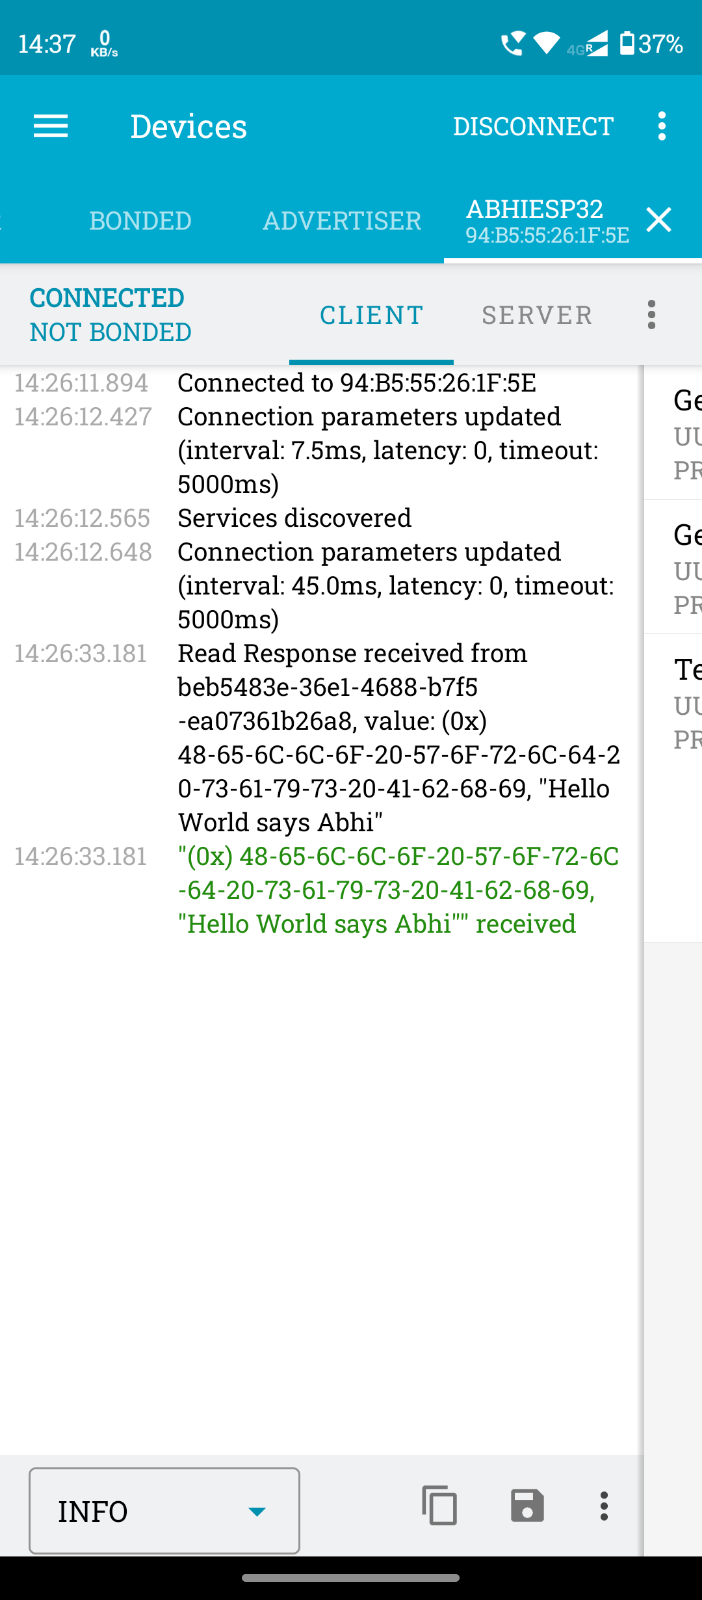 14:37 0 KB/s 4G R 37%
Devices DISCONNECT
BONDED ADVERTISER ABHIESP32
94:B5:55:26:1F:5E
CONNECTED
NOT BONDED
CLIENT SERVER
14:26:11.894 Connected to 94:B5:55:26:1F:5E
14:26:12.427 Connection parameters updated
(interval: 7.5ms, latency: 0, timeout:
5000ms)
14:26:12.565 Services discovered
14:26:12.648 Connection parameters updated
(interval: 45.0ms, latency: 0, timeout:
5000ms)
14:26:33.181 Read Response received from
beb5483e-36e1-4688-b7f5
-ea07361b26a8, value: (0x)
48-65-6C-6C-6F-20-57-6F-72-6C-64-2
0-73-61-79-73-20-41-62-68-69, "Hello
World says Abhi"
14:26:33.181 "(0x) 48-65-6C-6C-6F-20-57-6F-72-6C
-64-20-73-61-79-73-20-41-62-68-69,
"Hello World says Abhi"" received
Ge
UU
PR
Ge
UU
PR
Te
UU
PR
INFO